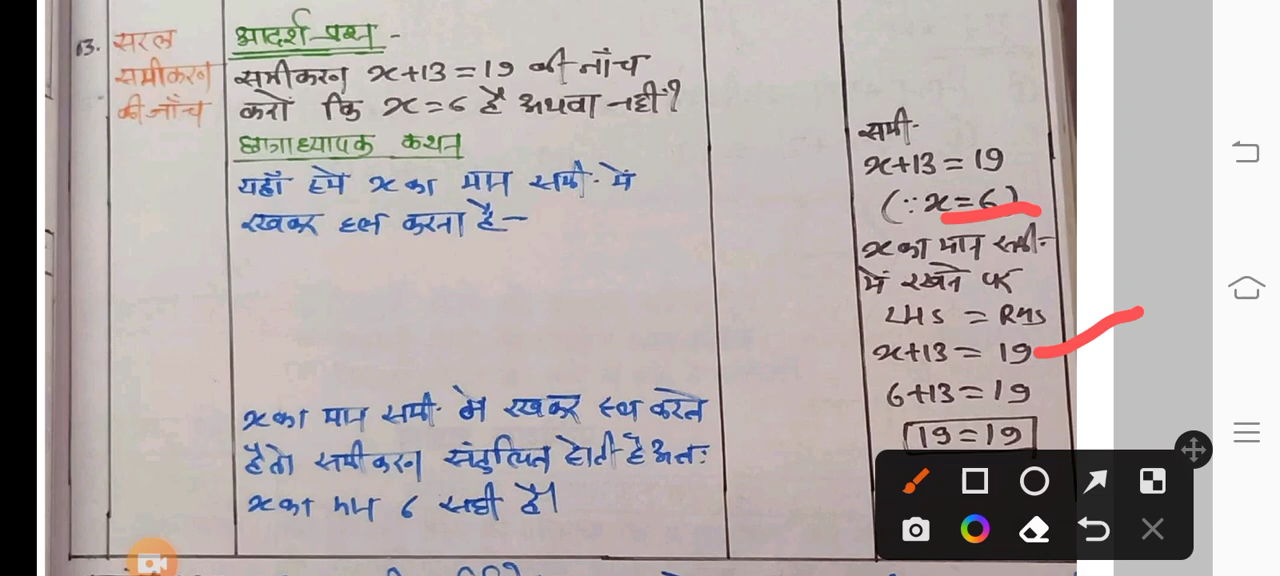 13. सरल
समीकरण
की जाँच
आदर्श प्रश्न -
समीकरण x+13=19 की जाँच
करों कि x=6 है अथवा नहीं?
छात्राध्यापक कथन
यहाँ हमें x का मान समी. में
रखकर हल करना है-
x का मान समी. में रखकर हल करते
है तो समीकरण संतुलित होती है अतः
x का मान 6 सही है।
समी.
x+13=19
(∵x=6)
x का मान समी.
में रखने पर
LHS = RHS
x+13=19
6+13=19
19=19